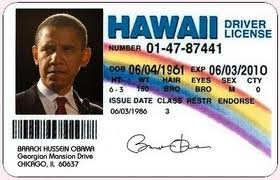 HAWAII DRIVER
LICENSE
NUMBER 01-47-87441
DOB 06/04/1961 EXP 06/03/2010
HT WT HAIR EYES SEX CTY
6-3 150 BRO BRO M 0
ISSUE DATE CLASS RESTR ENDORSE
06/03/1986 3
BARACK HUSSEIN OBAMA
Georgian Mansion Drive
CHICAGO, IL 60637